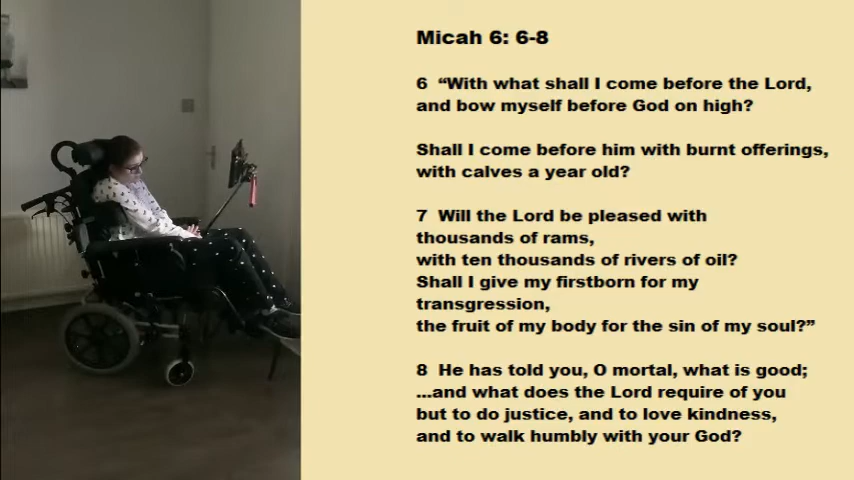 Micah 6: 6-8
6 “With what shall I come before the Lord,
and bow myself before God on high?
Shall I come before him with burnt offerings,
with calves a year old?
7 Will the Lord be pleased with
thousands of rams,
with ten thousands of rivers of oil?
Shall I give my firstborn for my
transgression,
the fruit of my body for the sin of my soul?”
8 He has told you, O mortal, what is good;
...and what does the Lord require of you
but to do justice, and to love kindness,
and to walk humbly with your God?